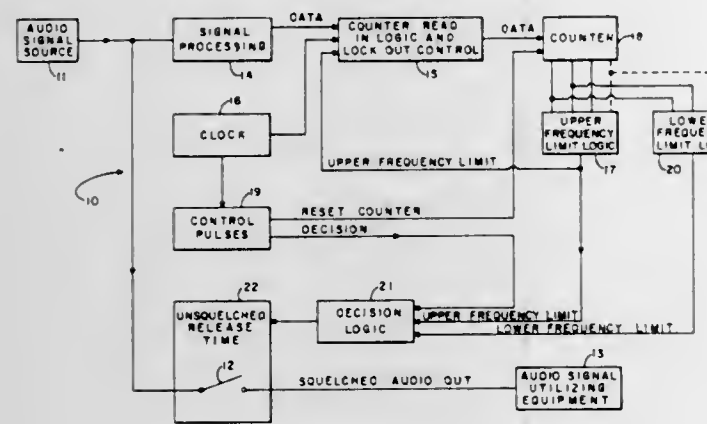 AUDIO
SIGNAL
SOURCE
11
SIGNAL
PROCESSING
14
DATA
COUNTER READ
IN LOGIC AND
LOCK OUT CONTROL
15
DATA
COUNTER
18
16
CLOCK
UPPER
FREQUENCY
LIMIT LOGIC
17
LOWE
FREQUENC
LIMIT L
20
UPPER FREQUENCY LIMIT
10
19
CONTROL
PULSES
RESET COUNTER
DECISION
22
UNSQUELCHED
RELEASE
TIME
12
21
DECISION
LOGIC
UPPER FREQUENCY LIMIT
LOWER FREQUENCY LIMIT
SQUELCHED AUDIO OUT
13
AUDIO SIGNAL
UTILIZING
EQUIPMENT